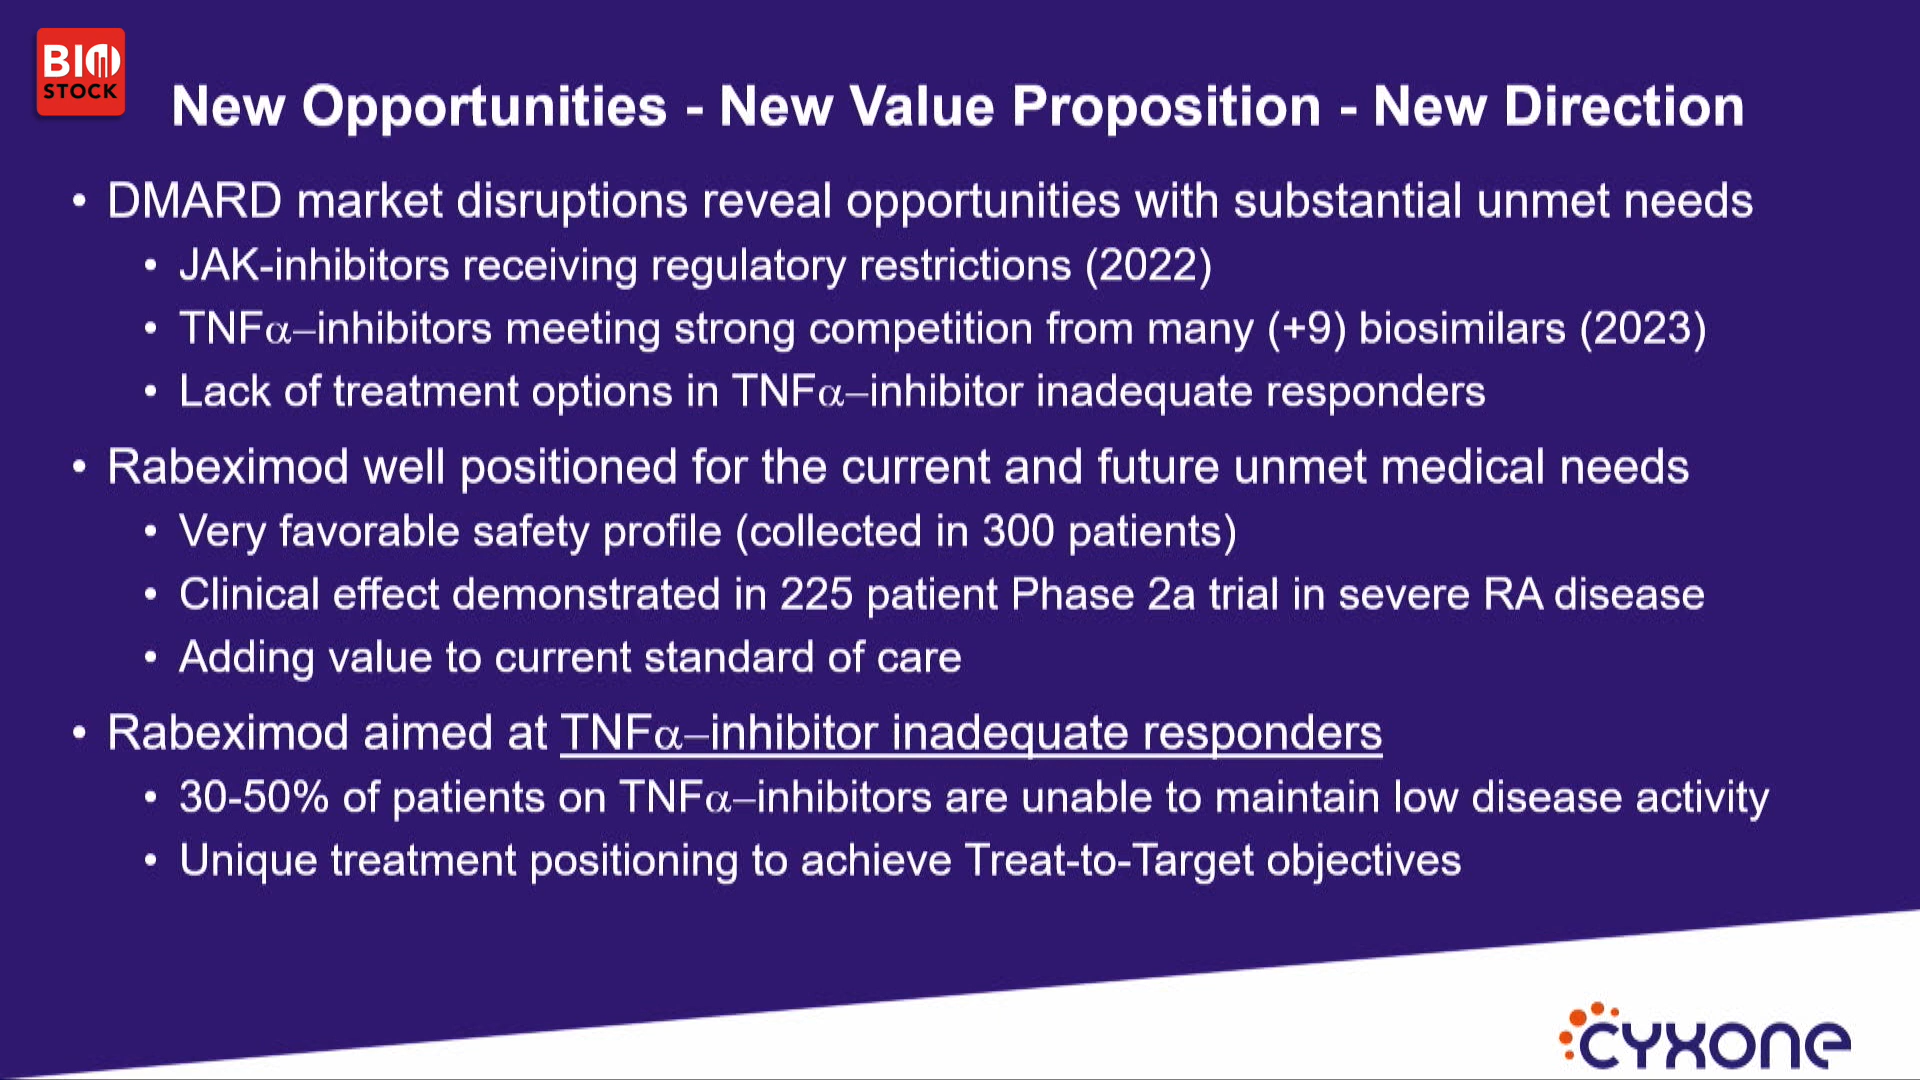 BIO
STOCK
New Opportunities - New Value Proposition - New Direction
• DMARD market disruptions reveal opportunities with substantial unmet needs
• JAK-inhibitors receiving regulatory restrictions (2022)
• TNFα–inhibitors meeting strong competition from many (+9) biosimilars (2023)
• Lack of treatment options in TNFα–inhibitor inadequate responders
• Rabeximod well positioned for the current and future unmet medical needs
• Very favorable safety profile (collected in 300 patients)
• Clinical effect demonstrated in 225 patient Phase 2a trial in severe RA disease
• Adding value to current standard of care
• Rabeximod aimed at TNFα–inhibitor inadequate responders
• 30-50% of patients on TNFα–inhibitors are unable to maintain low disease activity
• Unique treatment positioning to achieve Treat-to-Target objectives
cyxone